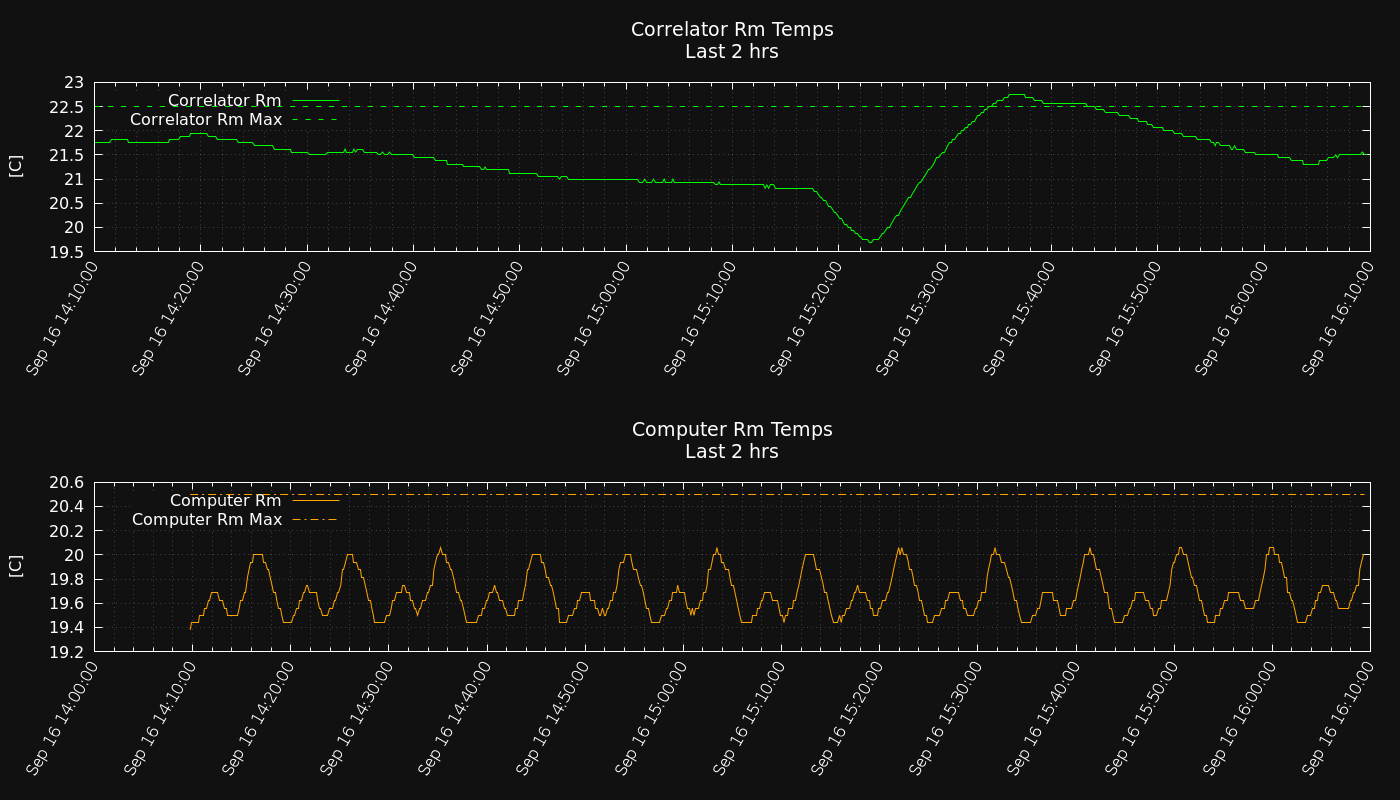 Correlator Rm Temps
Last 2 hrs
23
22.5
22
21.5
21
20.5
20
19.5
[C]
Correlator Rm
Correlator Rm Max
Sep 16 14:10:00
Sep 16 14:20:00
Sep 16 14:30:00
Sep 16 14:40:00
Sep 16 14:50:00
Sep 16 15:00:00
Sep 16 15:10:00
Sep 16 15:20:00
Sep 16 15:30:00
Sep 16 15:40:00
Sep 16 15:50:00
Sep 16 16:00:00
Sep 16 16:10:00
Computer Rm Temps
Last 2 hrs
20.6
20.4
20.2
20
19.8
19.6
19.4
19.2
[C]
Computer Rm
Computer Rm Max
Sep 16 14:00:00
Sep 16 14:10:00
Sep 16 14:20:00
Sep 16 14:30:00
Sep 16 14:40:00
Sep 16 14:50:00
Sep 16 15:00:00
Sep 16 15:10:00
Sep 16 15:20:00
Sep 16 15:30:00
Sep 16 15:40:00
Sep 16 15:50:00
Sep 16 16:00:00
Sep 16 16:10:00